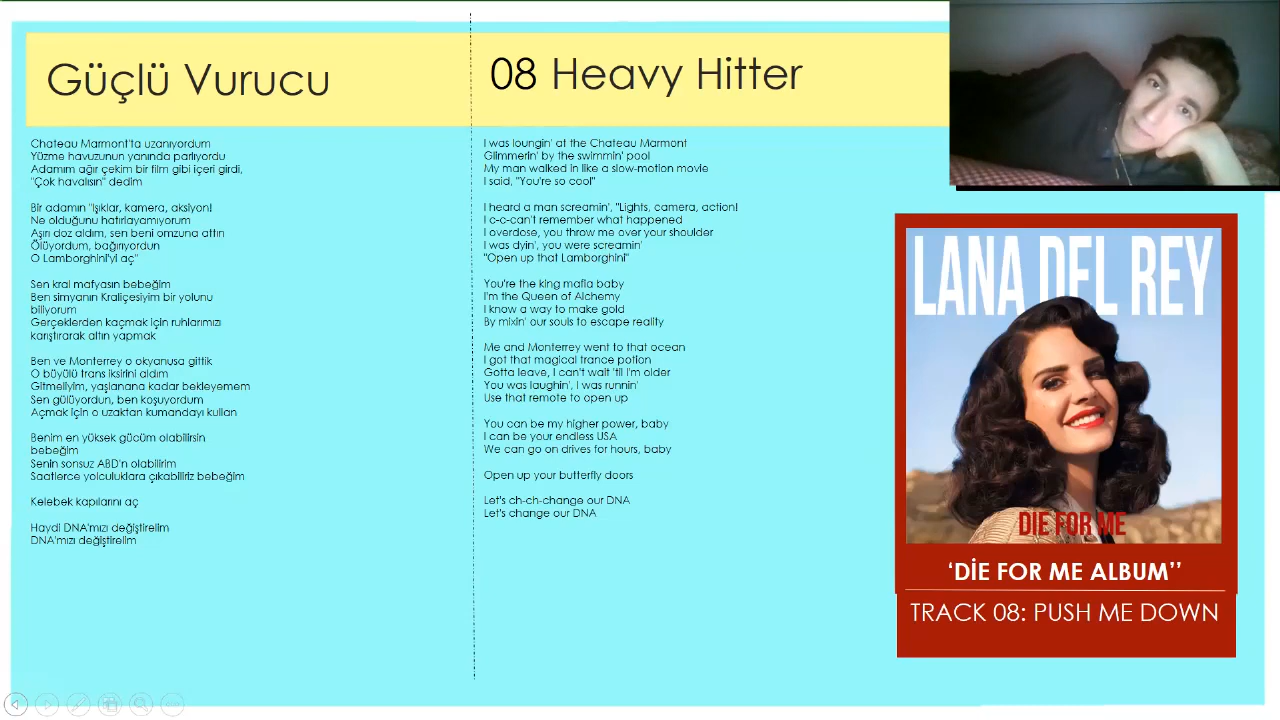 Güçlü Vurucu
Chateau Marmont'ta uzanıyordum
Yüzme havuzunun yanında parlıyordu
Adamım ağır çekim bir film gibi içeri girdi,
"Çok havalısın" dedim
Bir adamın "Işıklar, kamera, aksiyon!
Ne olduğunu hatırlayamıyorum
Aşırı doz aldım, sen beni omzuna attın
Ölüyordum, bağırıyordun
O Lamborghini'yi aç"
Sen kral mafyasın bebeğim
Ben simyanın Kraliçesiyim bir yolunu
biliyorum
Gerçeklerden kaçmak için ruhlarımızı
karıştırarak altın yapmak
Ben ve Monterrey o okyanusa gittik
O büyülü trans iksirini aldım
Gitmeliyim, yaşlanana kadar bekleyemem
Sen gülüyordun, ben koşuyordum
Açmak için o uzaktan kumandayı kullan
Benim en yüksek gücüm olabilirsin
bebeğim
Senin sonsuz ABD'n olabilirim
Saatlerce yolculuklara çıkabiliriz bebeğim
Kelebek kapılarını aç
Haydi DNA'mızı değiştirelim
DNA'mızı değiştirelim
08 Heavy Hitter
I was loungin' at the Chateau Marmont
Glimmerin' by the swimmin' pool
My man walked in like a slow-motion movie
I said, "You're so cool"
I heard a man screamin', "Lights, camera, action!
I c-c-can't remember what happened
I overdose, you throw me over your shoulder
I was dyin', you were screamin'
"Open up that Lamborghini"
You're the king mafia baby
I'm the Queen of Alchemy
I know a way to make gold
By mixin' our souls to escape reality
Me and Monterrey went to that ocean
I got that magical trance potion
Gotta leave, I can't wait 'til I'm older
You was laughin', I was runnin'
Use that remote to open up
You can be my higher power, baby
I can be your endless USA
We can go on drives for hours, baby
Open up your butterfly doors
Let's ch-ch-change our DNA
Let's change our DNA
LANA DEL REY
DIE FOR ME
‘DİE FOR ME ALBUM’’
TRACK 08: PUSH ME DOWN